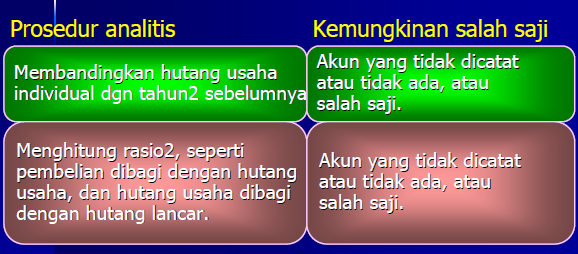 Prosedur analitis
Kemungkinan salah saji
Membandingkan hutang usaha
individual dgn tahun2 sebelumnya
Akun yang tidak dicatat
atau tidak ada, atau
salah saji.
Menghitung rasio2, seperti
pembelian dibagi dengan hutang
usaha, dan hutang usaha dibagi
dengan hutang lancar.
Akun yang tidak dicatat
atau tidak ada, atau
salah saji.